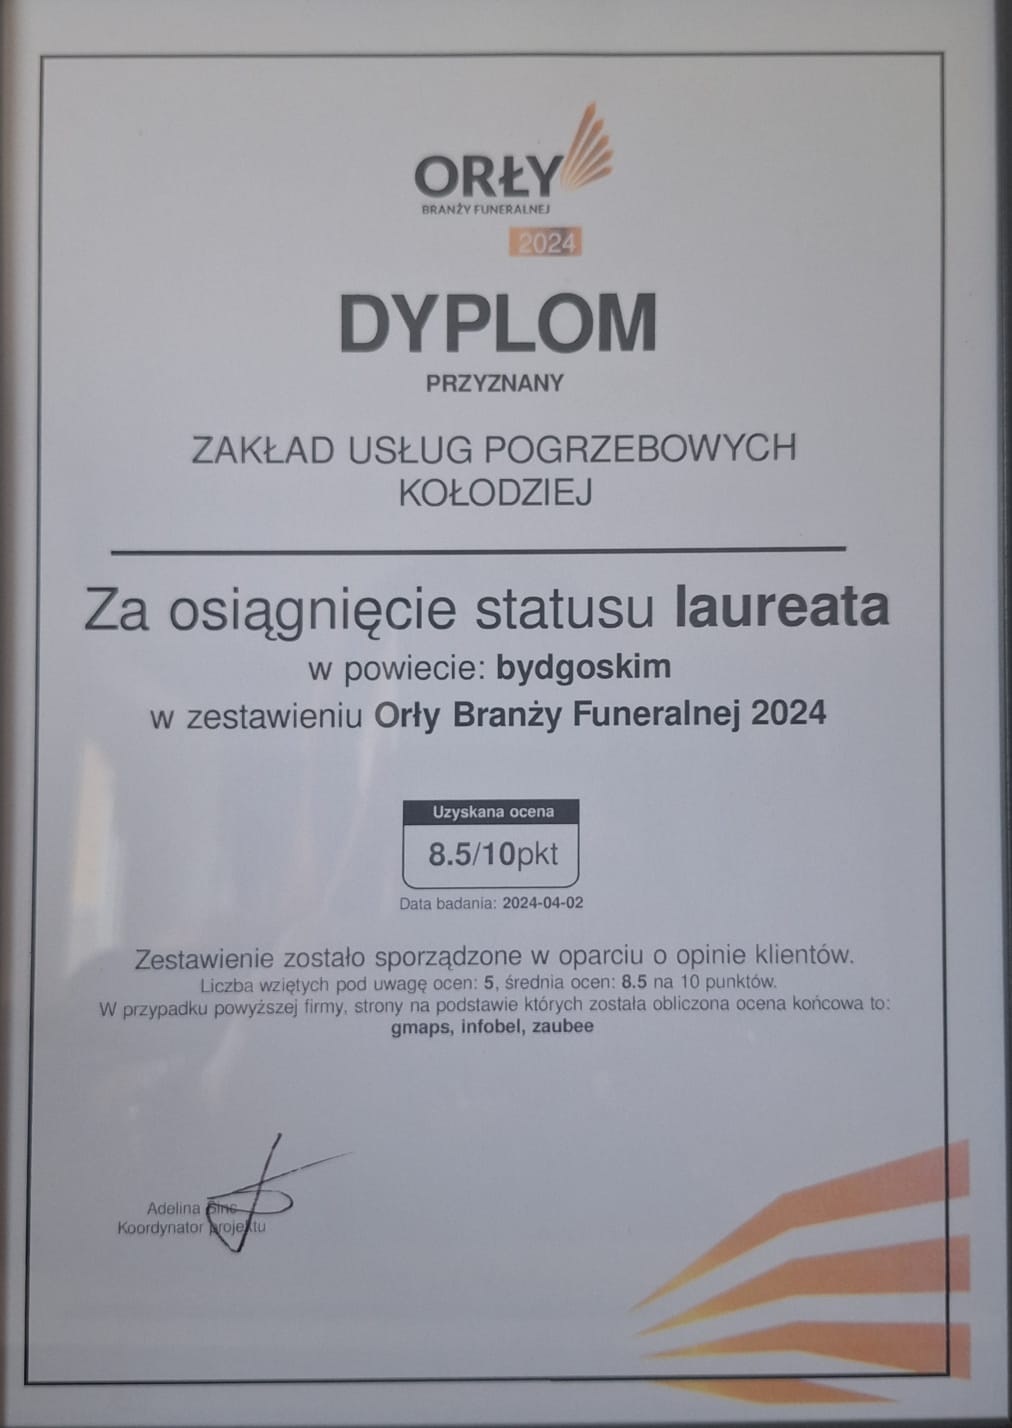 ORŁY
BRANŻY FUNERALNEJ
2024
DYPLOM
PRZYZNANY
ZAKŁAD USŁUG POGRZEBOWYCH
KOŁODZIEJ
Za osiągnięcie statusu laureata
w powiecie: bydgoskim
w zestawieniu Orły Branży Funeralnej 2024
Uzyskana ocena
8.5/10pkt
Data badania: 2024-04-02
Zestawienie zostało sporządzone w oparciu o opinie klientów.
Liczba wziętych pod uwagę ocen: 5, średnia ocen: 8.5 na 10 punktów.
W przypadku powyższej firmy, strony na podstawie których została obliczona ocena końcowa to:
gmaps, infobel, zaubee
Adelina
Koordynator projektu